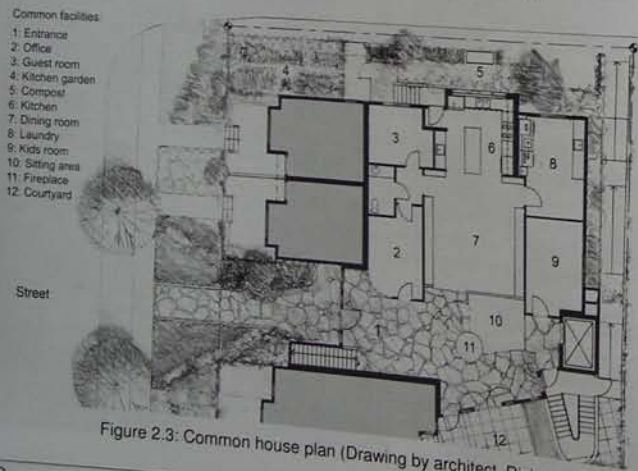 Common facilities:
1: Entrance
2: Office
3: Guest room
4: Kitchen garden
5: Compost
6: Kitchen
7: Dining room
8: Laundry
9: Kids room
10: Sitting area
11: Fireplace
12: Courtyard
Street
4
5
3
6
8
2
7
9
1
10
11
12
Figure 2.3: Common house plan (Drawing by architect,